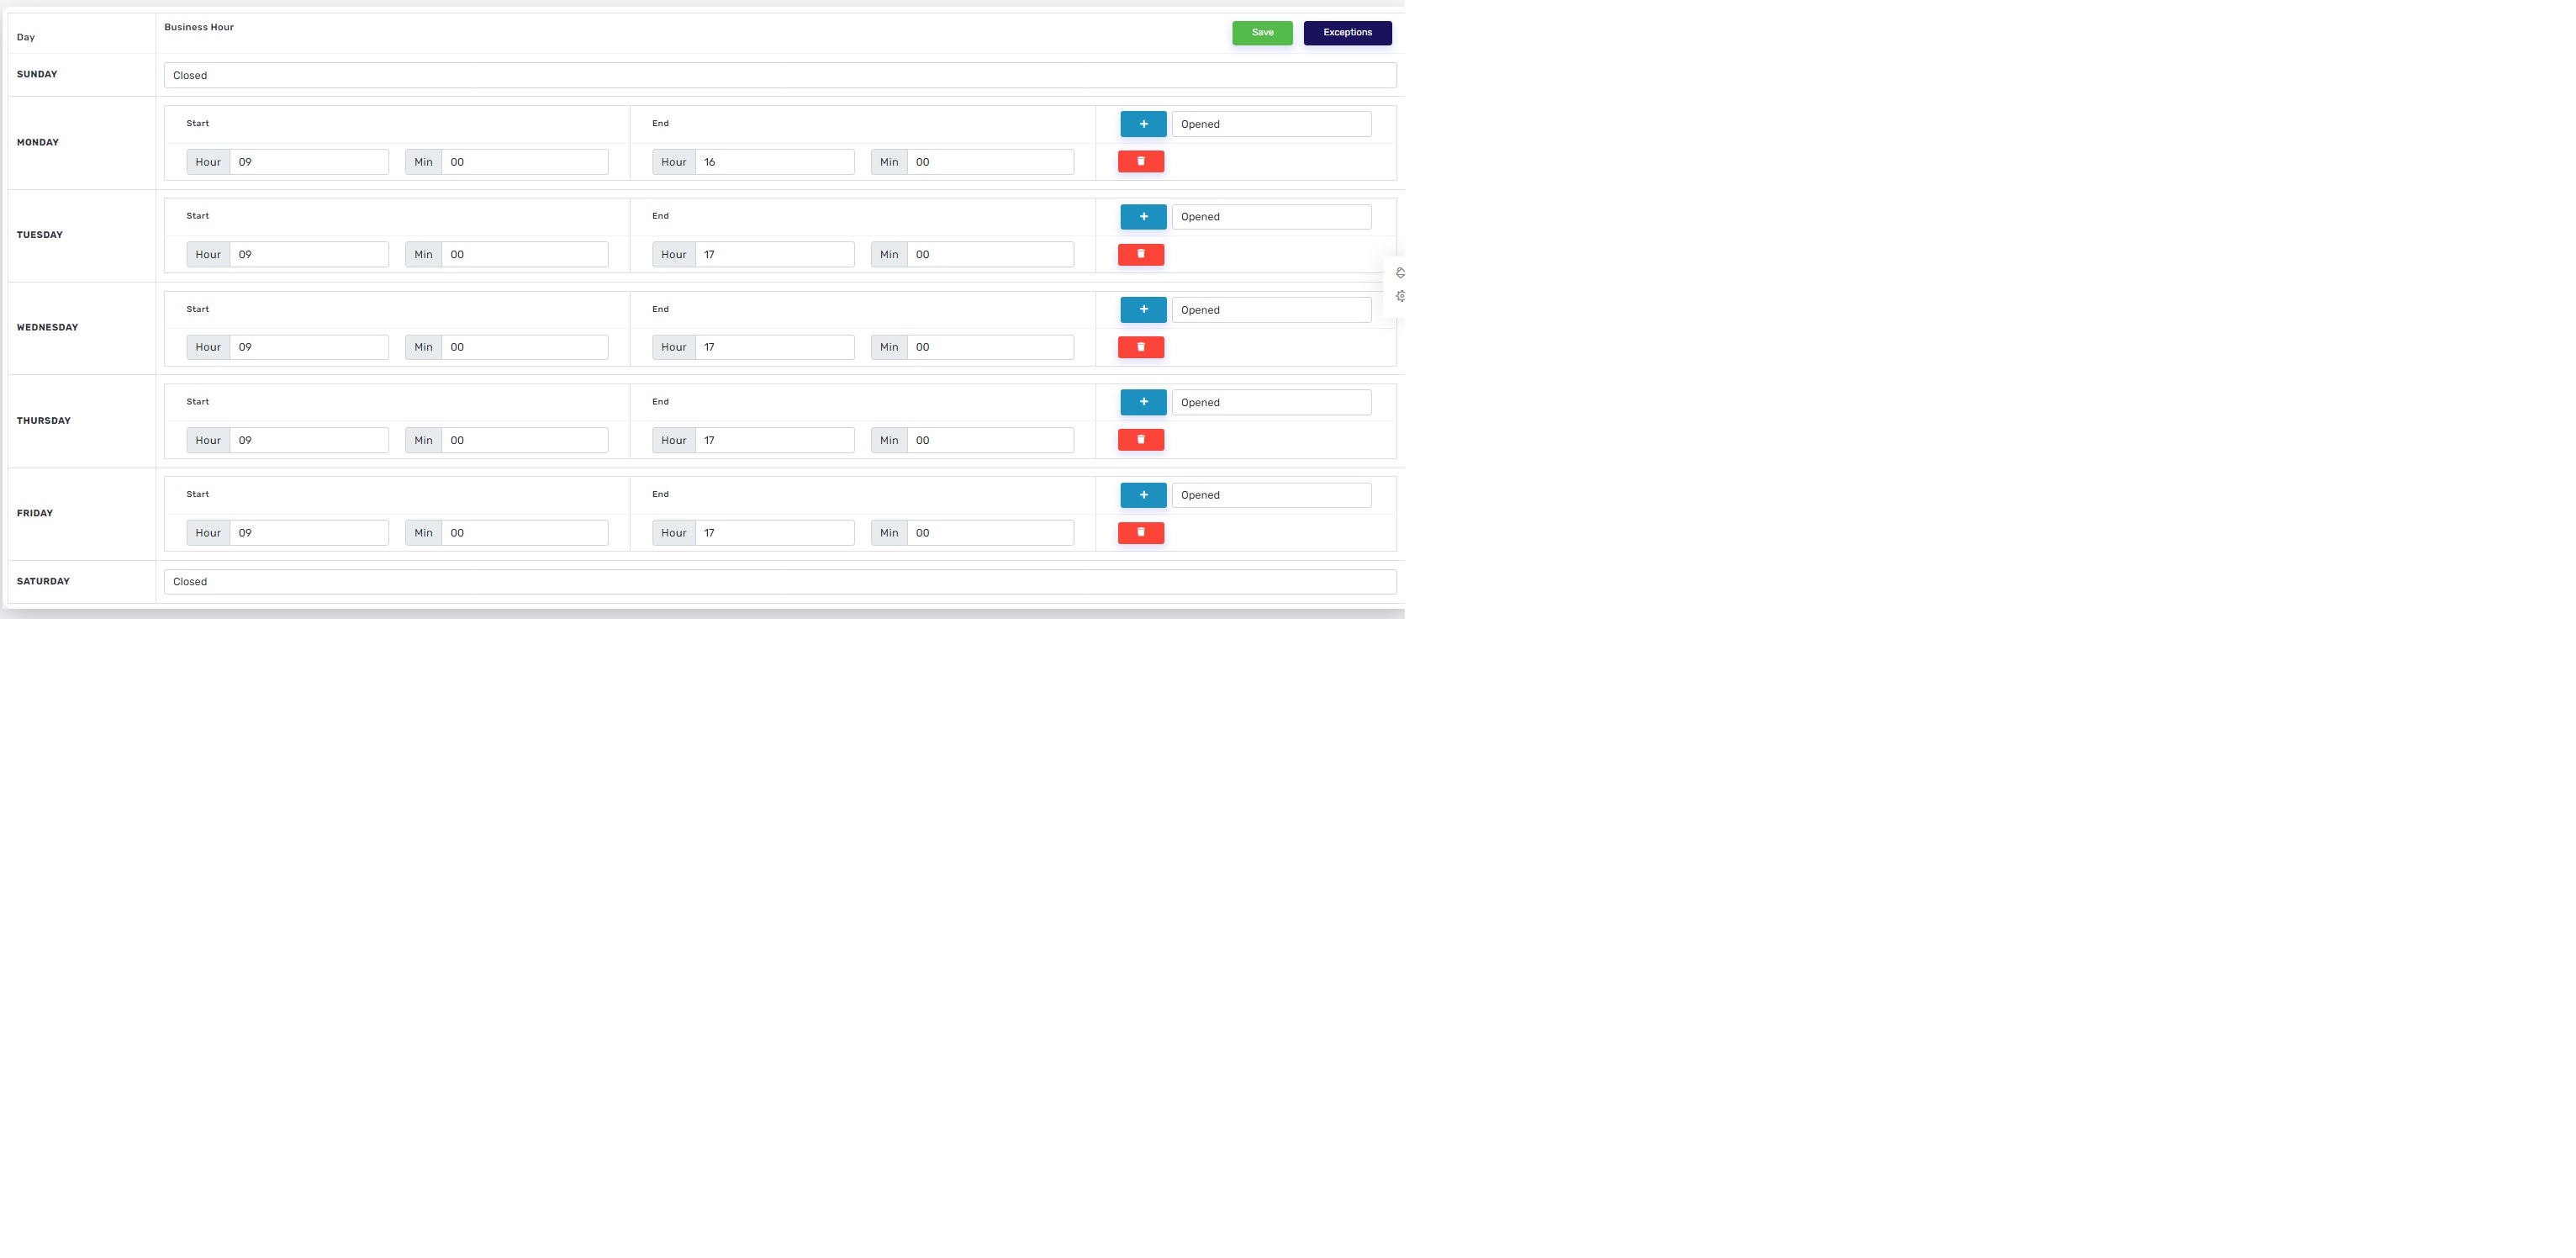 Day
Business Hour
Save
Exceptions
SUNDAY
Closed
MONDAY
Start
End
+
Opened
Hour
09
Min
00
Hour
16
Min
00
TUESDAY
Start
End
+
Opened
Hour
09
Min
00
Hour
17
Min
00
WEDNESDAY
Start
End
+
Opened
Hour
09
Min
00
Hour
17
Min
00
THURSDAY
Start
End
+
Opened
Hour
09
Min
00
Hour
17
Min
00
FRIDAY
Start
End
+
Opened
Hour
09
Min
00
Hour
17
Min
00
SATURDAY
Closed